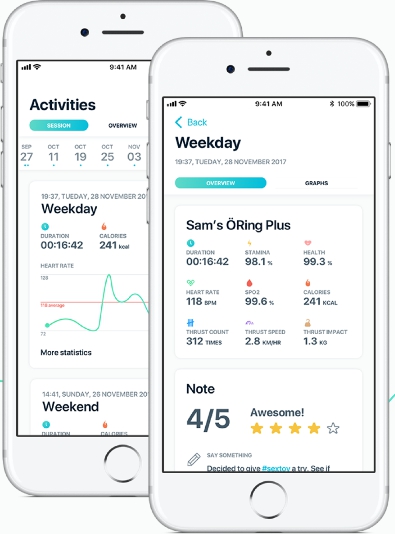 9:41 AM
Activities
SESSION
OVERVIEW
SEP OCT OCT OCT NOV
27 11 19 25 03
19:37, TUEDAY, 28 NOVEMBER 201
Weekday
DURATION CALORIES
00:16:42 241 kcal
HEART RATE
128
118 average
72
More statistics
14:41, SUNDAY, 26 NOVEMBER 20
Weekend
DURATION CALORIES
9:41 AM 100%
Back
Weekday
19:37, TUEDAY, 28 NOVEMBER 2017
OVERVIEW GRAPHS
Sam's ÖRing Plus
DURATION STAMINA HEALTH
00:16:42 98.1 % 99.3 %
HEART RATE SPO2 CALORIES
118 BPM 99.6 % 241 KCAL
THRUST COUNT THRUST SPEED THRUST IMPACT
312 TIMES 2.8 KM/HR 1.3 KG
Note
4/5 Awesome!
SAY SOMETHING
Decided to give #sextoy a try. See if